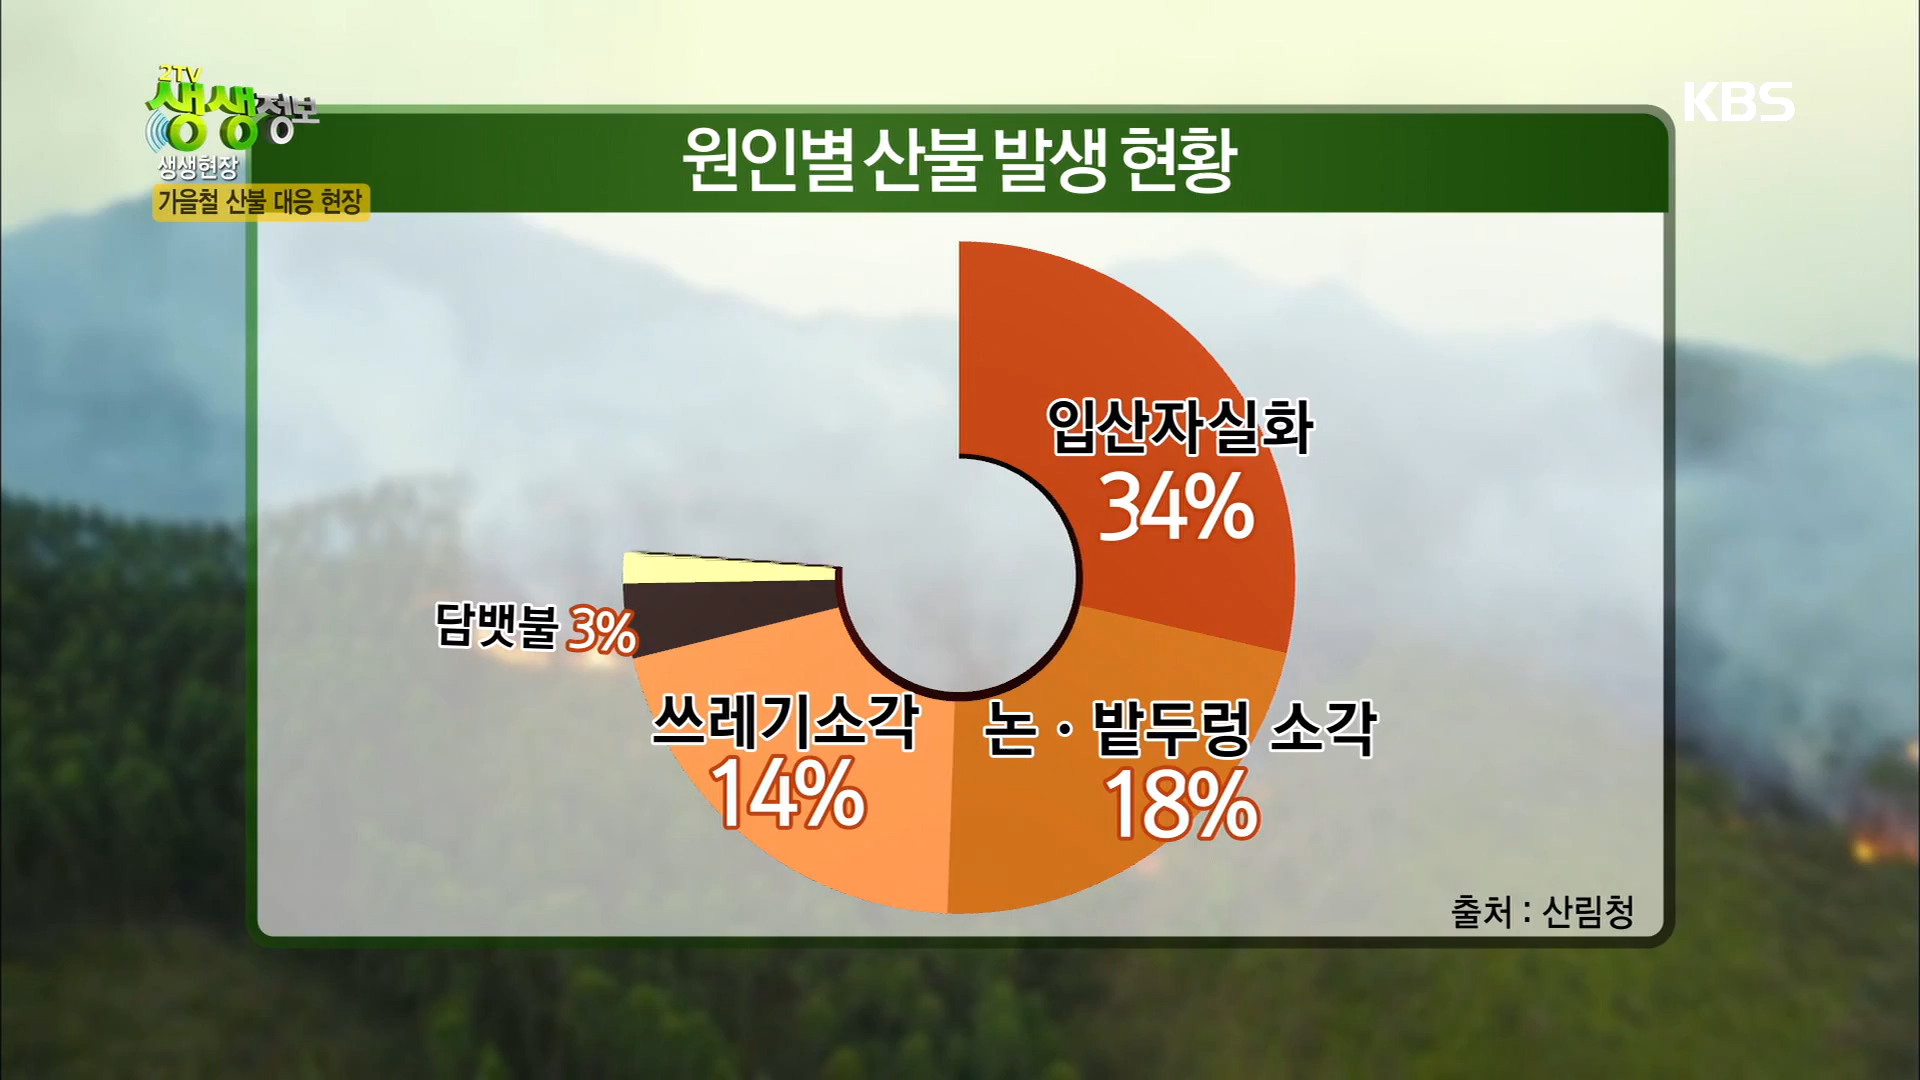 2TV
생생정보
생생현장
가을철 산불 대응 현장
KBS
원인별 산불 발생 현황
입산자실화
34%
논·밭두렁 소각
18%
쓰레기소각
14%
담뱃불 3%
출처 : 산림청